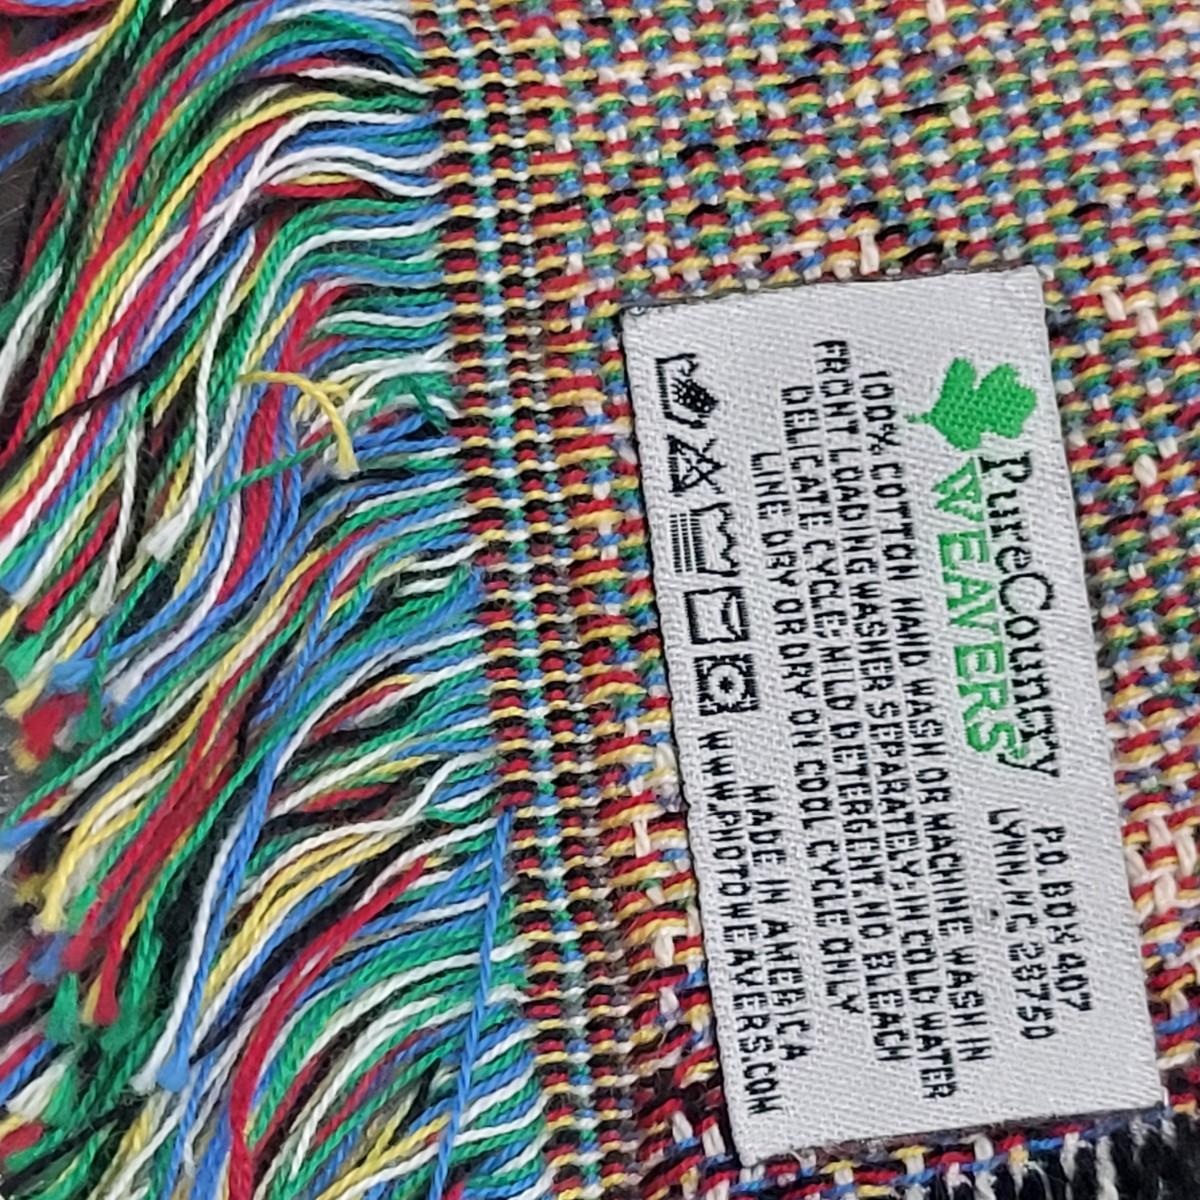 PureCountry
WEAVERS
P.O. BOX 407
LYNN, NC 28750
100% COTTON HAND WASH OR MACHINE WASH IN
FRONT LOADING WASHER SEPARATELY; IN COLD WATER
DELICATE CYCLE; MILD DETERGENT. NO BLEACH
LINE DRY OR DRY ON COOL CYCLE ONLY
MADE IN AMERICA
WWW.PHOTOWEAVERS.COM